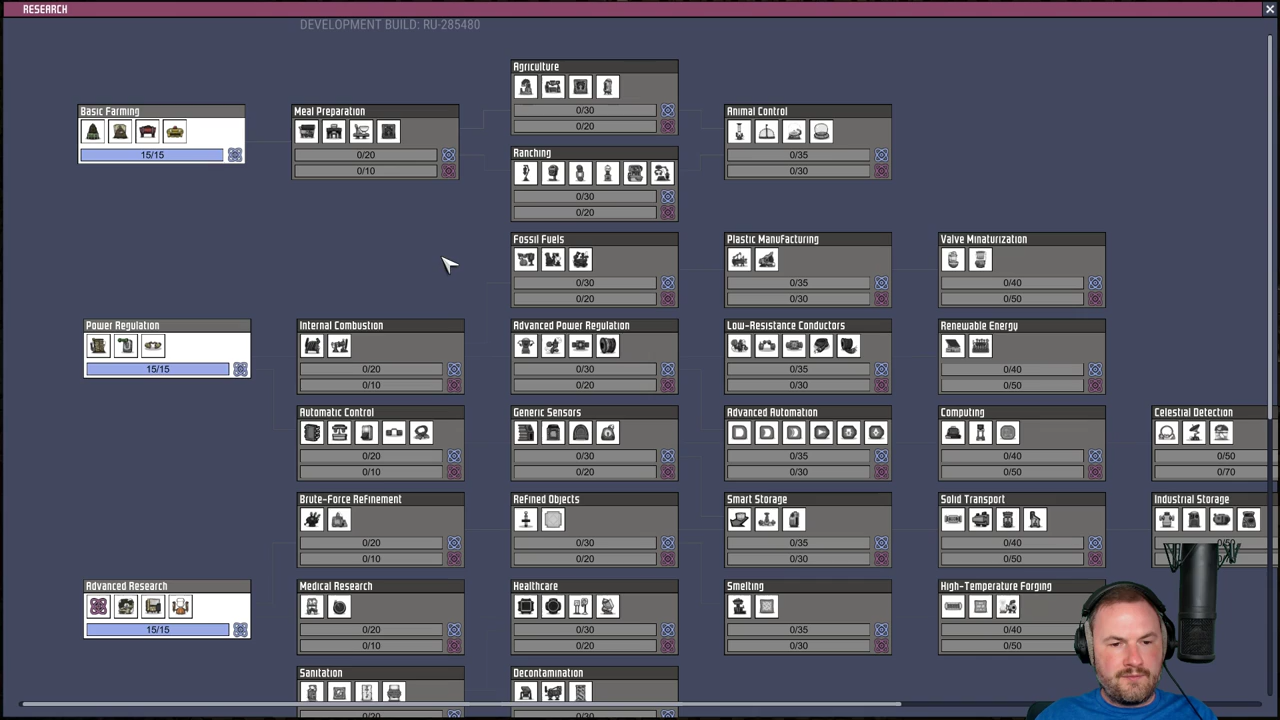 RESEARCH
DEVELOPMENT BUILD: RU-285480
Agriculture
0/30
0/20
Basic Farming
15/15
Meal Preparation
0/20
0/10
Animal Control
0/35
0/30
Ranching
0/30
0/20
Fossil Fuels
0/30
0/20
Plastic Manufacturing
0/35
0/30
Valve Minaturization
0/40
0/50
Power Regulation
15/15
Internal Combustion
0/20
0/10
Advanced Power Regulation
0/30
0/20
Low-Resistance Conductors
0/35
0/30
Renewable Energy
0/40
0/50
Automatic Control
0/20
0/10
Generic Sensors
0/30
0/20
Advanced Automation
0/35
0/30
Computing
0/40
0/50
Celestial Detection
0/50
0/70
Brute-Force Refinement
0/20
0/10
Refined Objects
0/30
0/20
Smart Storage
0/35
0/30
Solid Transport
0/40
0/50
Industrial Storage
0/50
Advanced Research
15/15
Medical Research
0/20
0/10
Healthcare
0/30
0/20
Smelting
0/35
0/30
High-Temperature Forging
0/40
0/50
Sanitation
0/20
Decontamination
0/30